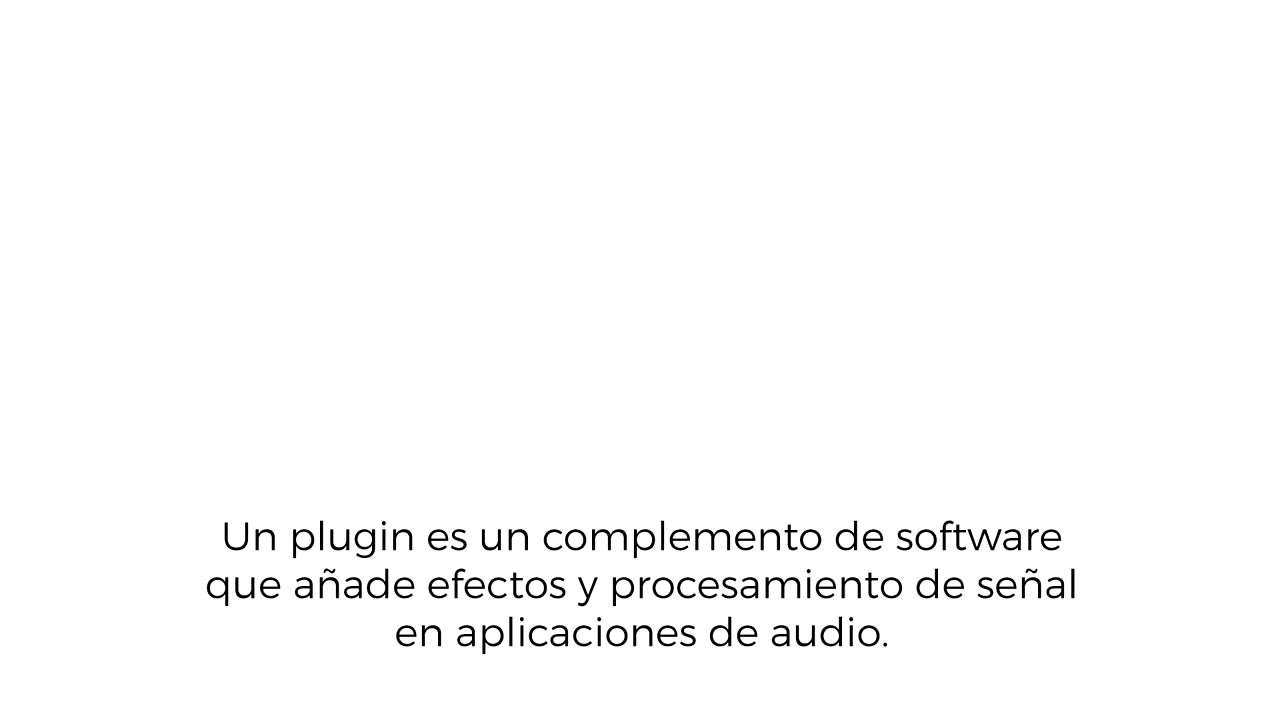 Un plugin es un complemento de software
que añade efectos y procesamiento de señal
en aplicaciones de audio.